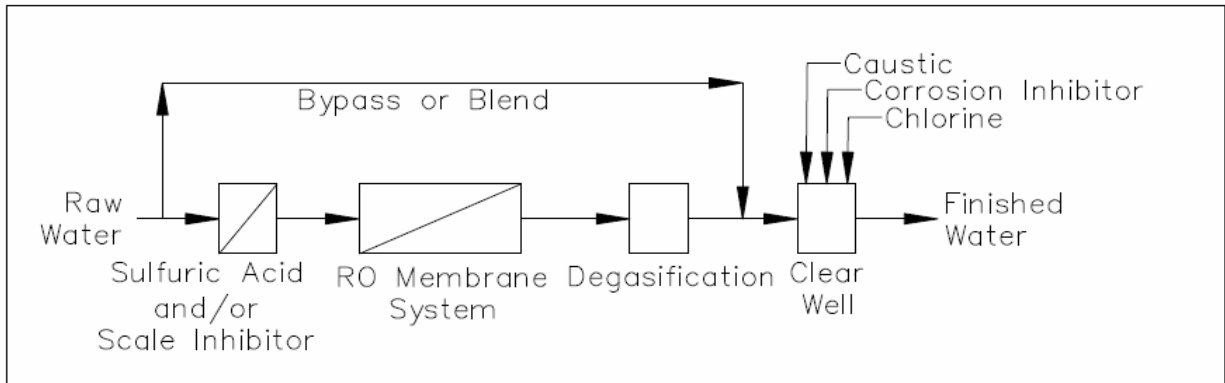 Caustic
Corrosion Inhibitor
Chlorine
Bypass or Blend
Raw
Water
Sulfuric Acid
and/or
Scale Inhibitor
RO Membrane
System
Degasification
Clear
Well
Finished
Water